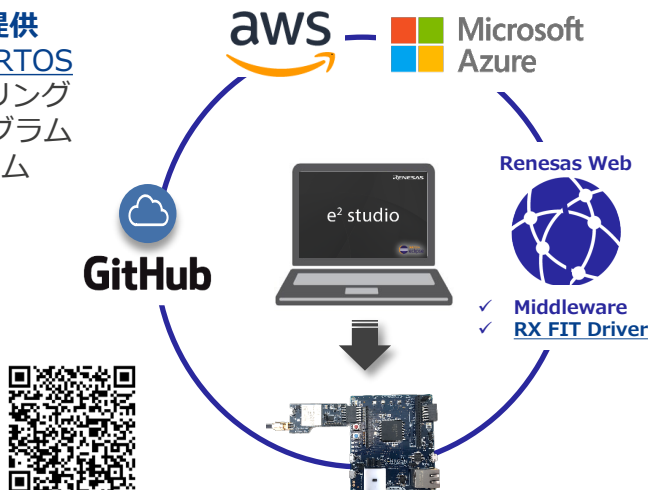 提供
RTOS
リング
グラム
ム
aws
Microsoft
Azure
Renesas Web
RENESAS
e² studio
GitHub
✓ Middleware
✓ RX FIT Driver